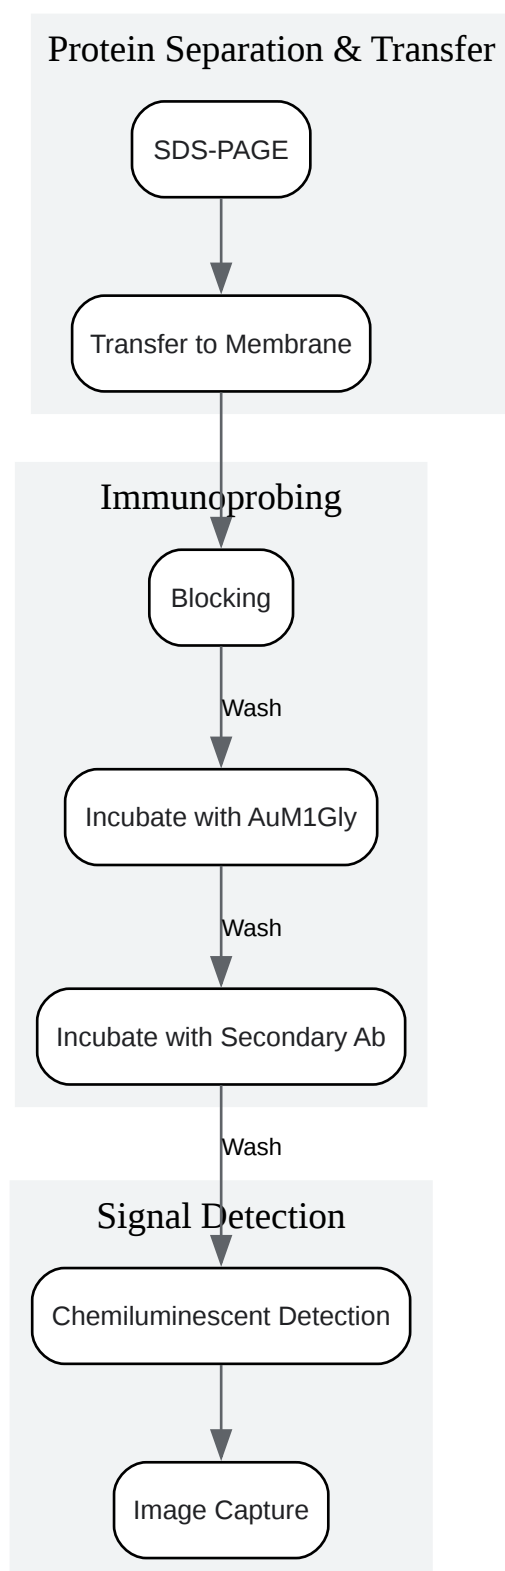 Protein Separation & Transfer
SDS-PAGE
Transfer to Membrane
Immunoprobing
Blocking
Wash
Incubate with AuM1Gly
Wash
Incubate with Secondary Ab
Wash
Signal Detection
Chemiluminescent Detection
Image Capture